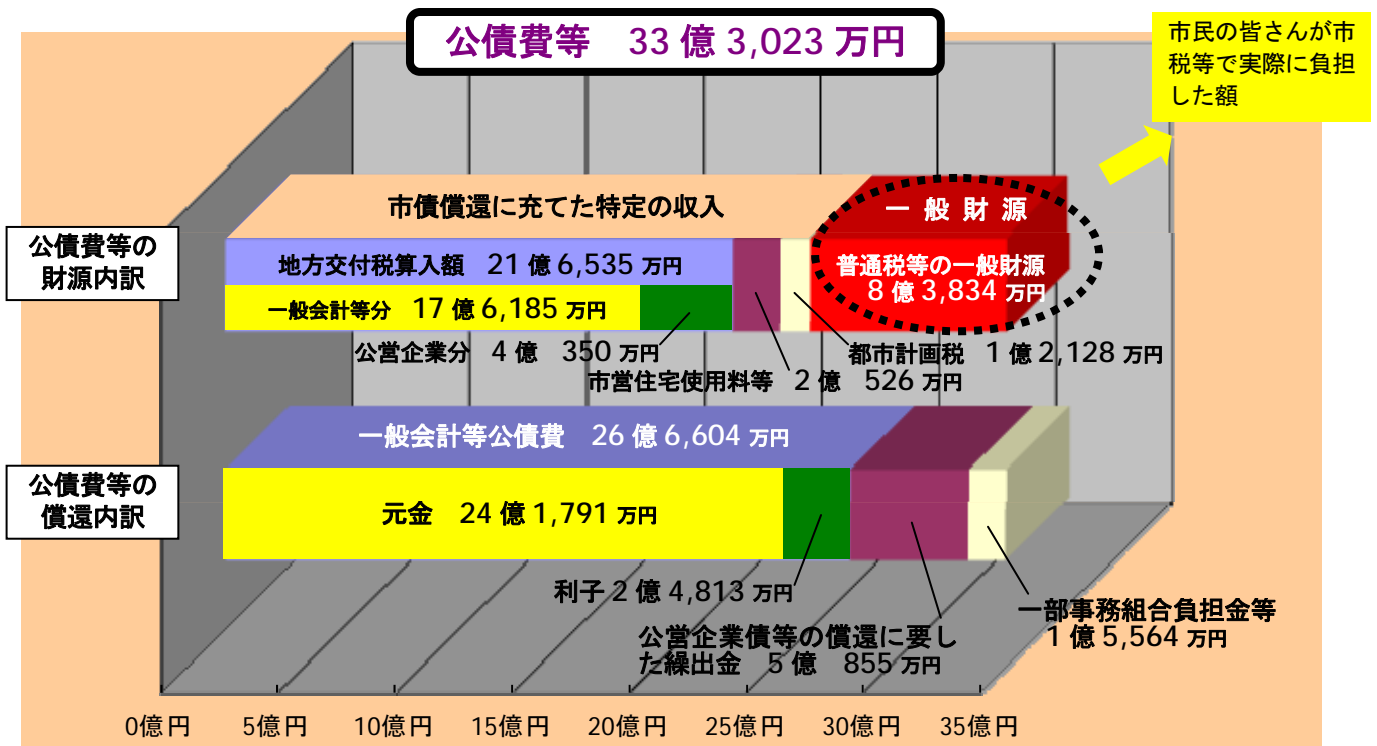 公債費等　33 億 3,023 万円
市民の皆さんが市
税等で実際に負担
した額
公債費等の
財源内訳
市債償還に充てた特定の収入
一 般 財 源
地方交付税算入額　21 億 6,535 万円
普通税等の一般財源
8 億 3,834 万円
一般会計等分　17 億 6,185 万円
公営企業分　4 億　350 万円
都市計画税　1 億 2,128 万円
市営住宅使用料等　2 億　526 万円
公債費等の
償還内訳
一般会計等公債費　26 億 6,604 万円
元金　24 億 1,791 万円
利子 2 億 4,813 万円
公営企業債等の償還に要し
た繰出金　5 億　855 万円
一部事務組合負担金等
1 億 5,564 万円
0億円　5億円　10億円　15億円　20億円　25億円　30億円　35億円